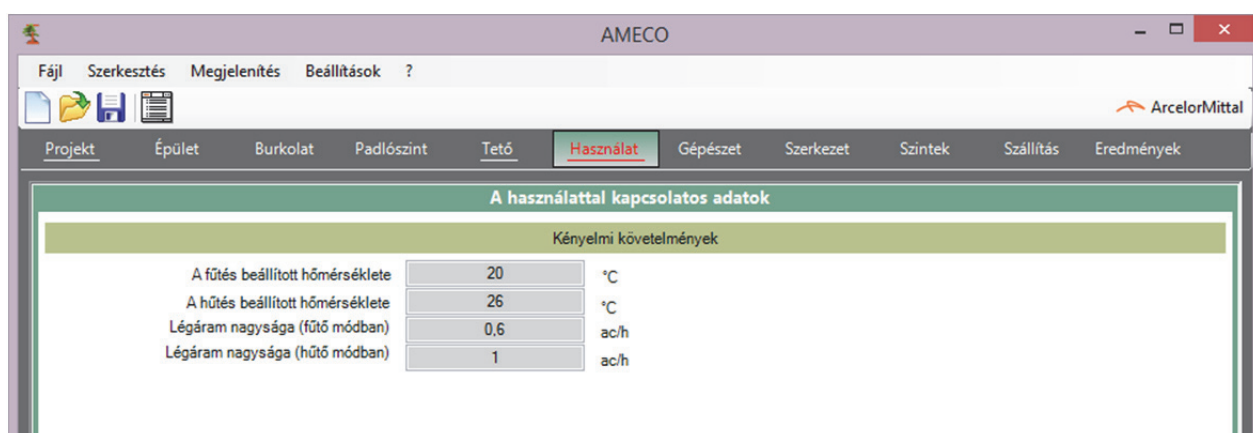 AMECO
Fájl Szerkesztés Megjelenítés Beállítások ?
ArcelorMittal
Projekt Épület Burkolat Padlószint Tető Használat Gépészet Szerkezet Szintek Szállítás Eredmények
A használattal kapcsolatos adatok
Kényelmi követelmények
A fűtés beállított hőmérséklete 20 °C
A hűtés beállított hőmérséklete 26 °C
Légáram nagysága (fűtő módban) 0,6 ac/h
Légáram nagysága (hűtő módban) 1 ac/h